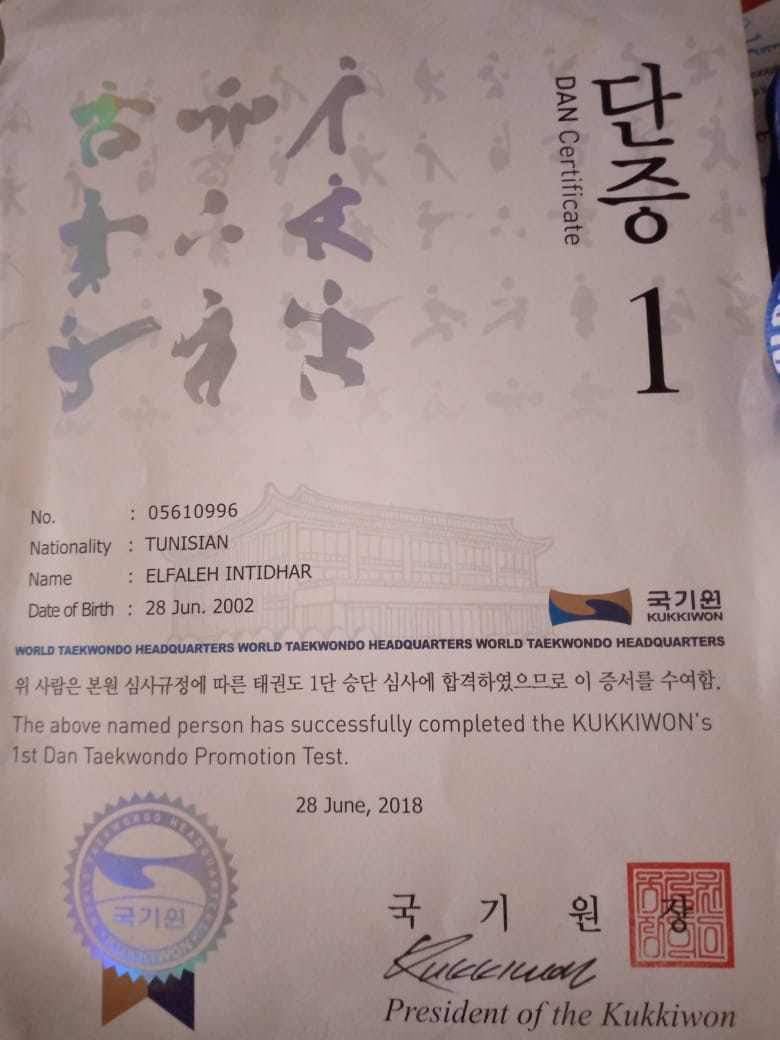 단증
DAN Certificate
1
No. : 05610996
Nationality : TUNISIAN
Name : ELFALEH INTIDHAR
Date of Birth : 28 Jun. 2002
국기원
KUKKIWON
WORLD TAEKWONDO HEADQUARTERS WORLD TAEKWONDO HEADQUARTERS WORLD TAEKWONDO HEADQUARTERS
위 사람은 본원 심사규정에 따른 태권도 1단 승단 심사에 합격하였으므로 이 증서를 수여함.
The above named person has successfully completed the KUKKIWON's
1st Dan Taekwondo Promotion Test.
28 June, 2018
국기원
국 기 원 장
Kukkiwon
President of the Kukkiwon